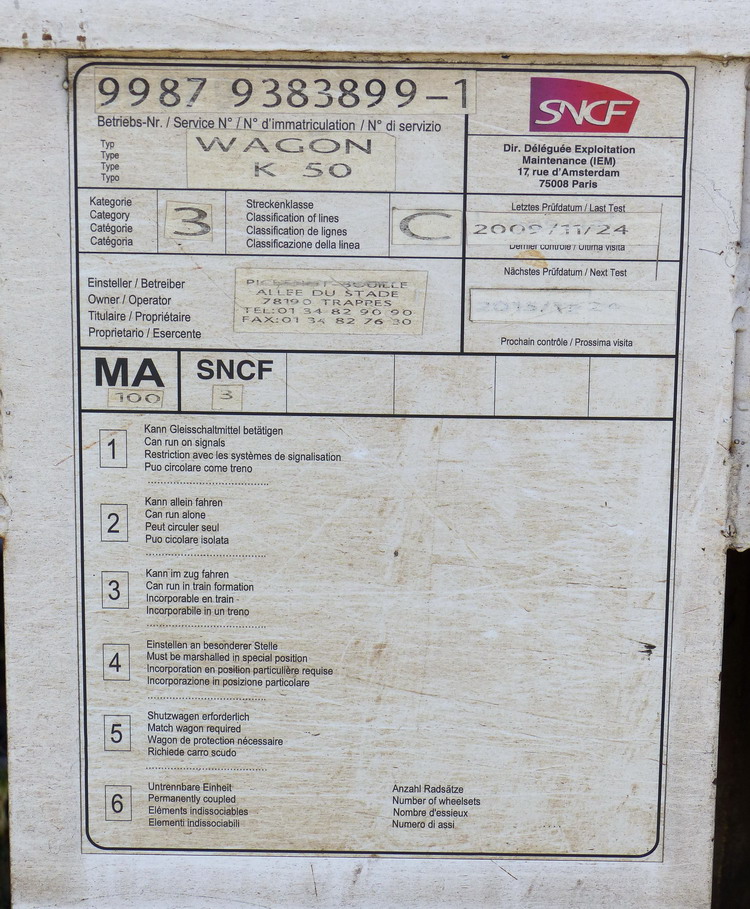 9987 9383899-1
Betriebs-Nr. / Service N° / N° d'immatriculation / N° di servizio
Typ
Type
Type
Typo
WAGON
K 50
SNCF
Dir. Déléguée Exploitation
Maintenance (IEM)
17, rue d'Amsterdam
75008 Paris
Kategorie
Category
Catégorie
Catégoria
3
Streckenklasse
Classification of lines
Classification de lignes
Classificazione della linea
C
Letztes Prüfdatum / Last Test
2009/11/24
Dernier contrôle / Ultima visita
Einsteller / Betreiber
Owner / Operator
Titulaire / Propriétaire
Proprietario / Esercente
ALLEE DU STADE
78190 TRAPPES
TEL:01 34 82 90 90
FAX:01 34 82 76 30
Nächstes Prüfdatum / Next Test
Prochain contrôle / Prossima visita
MA
100
SNCF
3
1
Kann Gleisschaltmittel betätigen
Can run on signals
Restriction avec les systèmes de signalisation
Puo circolare come treno
2
Kann allein fahren
Can run alone
Peut circuler seul
Puo cicolare isolata
3
Kann im zug fahren
Can run in train formation
Incorporable en train
Incorporabile in un treno
4
Einstellen an besonderer Stelle
Must be marshalled in special position
Incorporation en position particulière requise
Incorporazione in posizione particolare
5
Shutzwagen erforderlich
Match wagon required
Wagon de protection nécessaire
Richiede carro scudo
6
Untrennbare Einheit
Permanently coupled
Eléments indissociables
Elementi indissociabili
Anzahl Radsätze
Number of wheelsets
Nombre d'essieux
Numero di assi